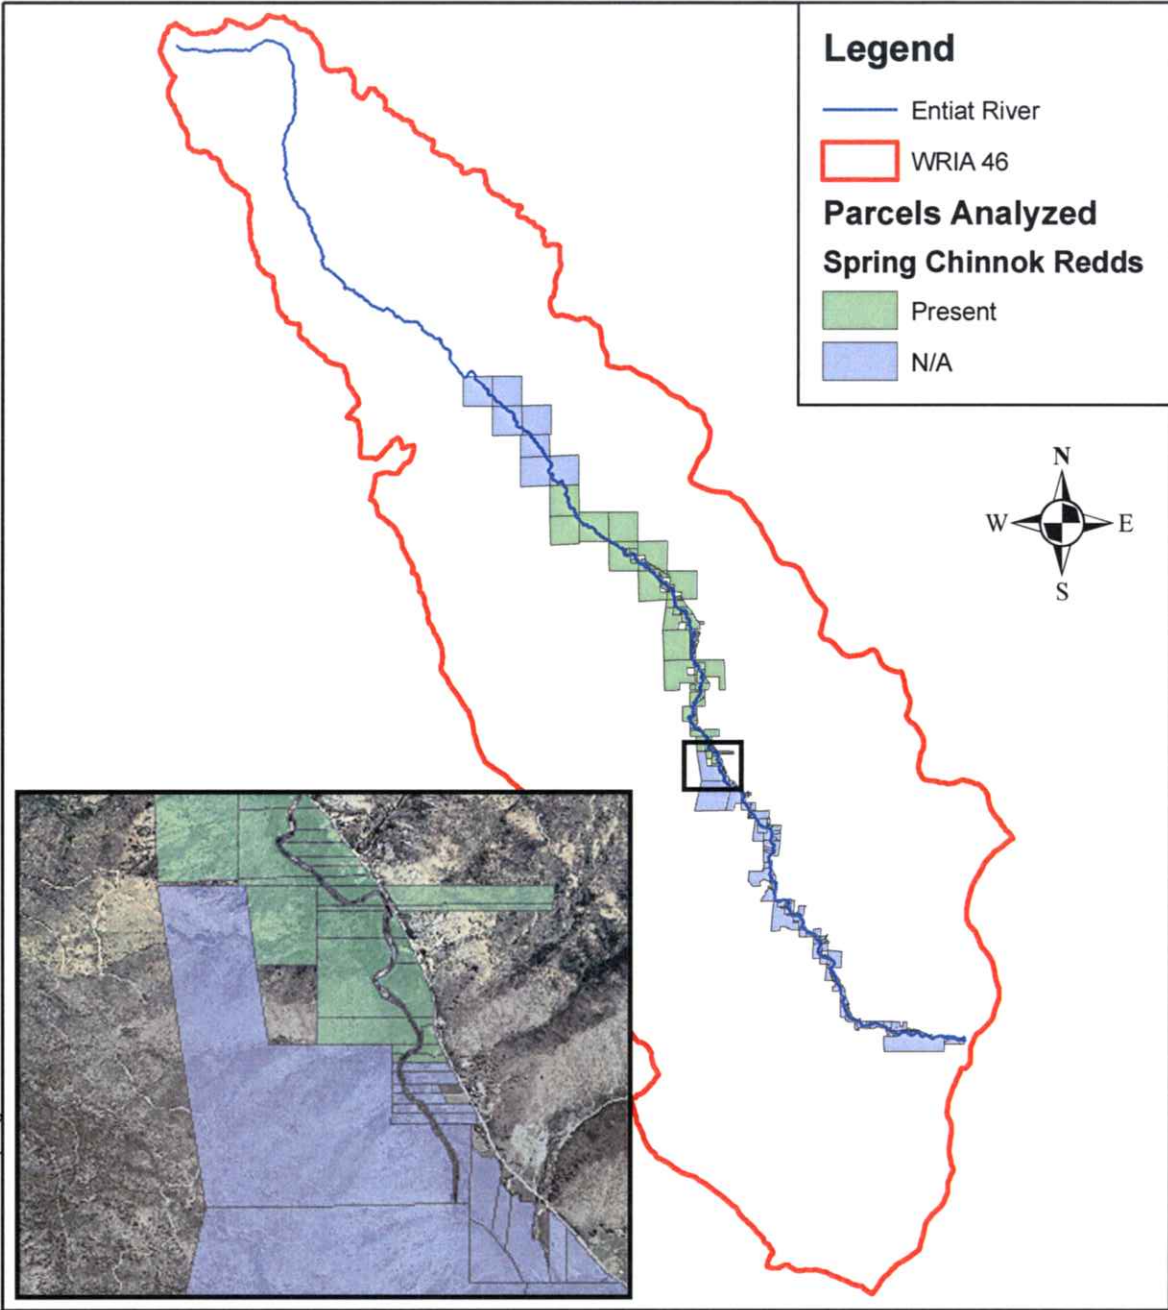 Legend
Entiat River
WRIA 46
Parcels Analyzed
Spring Chinnok Redds
Present
N/A
N
W E
S